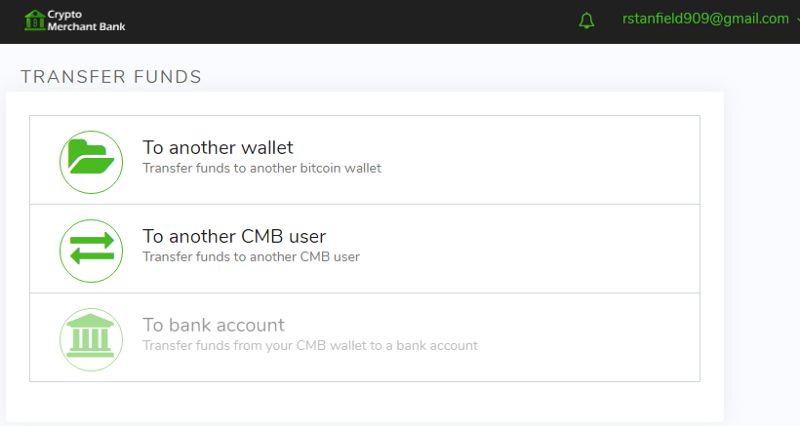 Crypto
Merchant Bank
rstanfield909@gmail.com
TRANSFER FUNDS
To another wallet
Transfer funds to another bitcoin wallet
To another CMB user
Transfer funds to another CMB user
To bank account
Transfer funds from your CMB wallet to a bank account